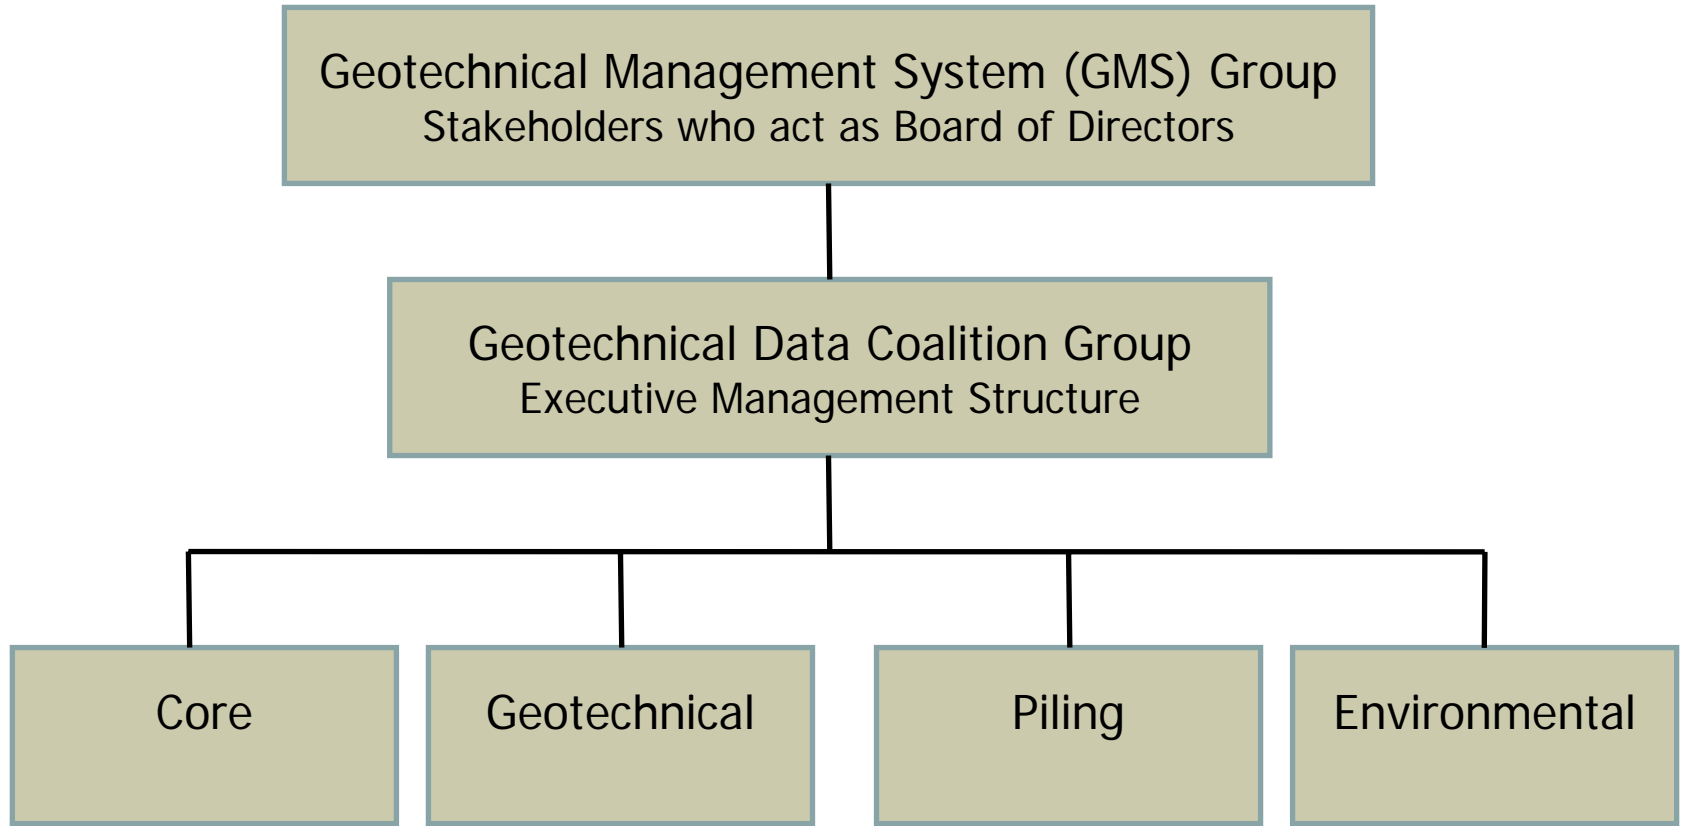 Geotechnical Management System (GMS) Group
Stakeholders who act as Board of Directors
Geotechnical Data Coalition Group
Executive Management Structure
Core
Geotechnical
Piling
Environmental